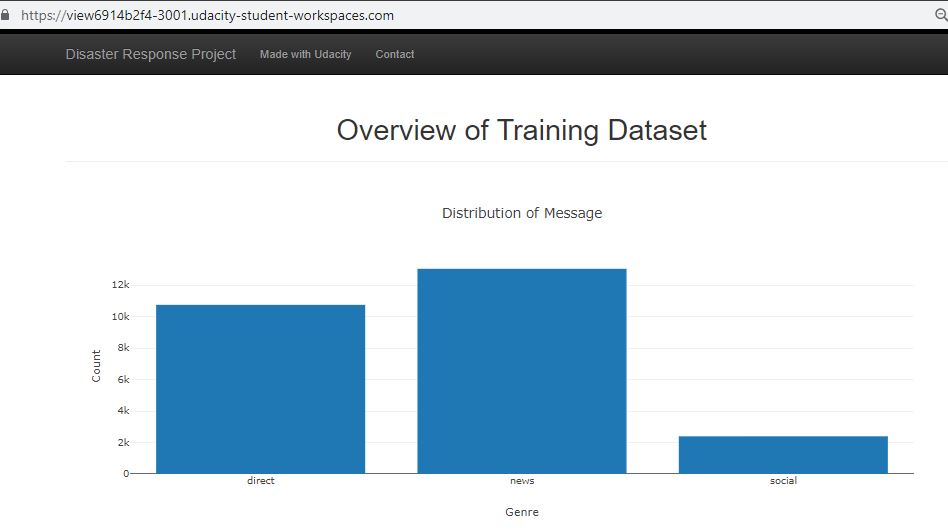 https://view6914b2f4-3001.udacity-student-workspaces.com
Disaster Response Project Made with Udacity Contact
Overview of Training Dataset
Distribution of Message
12k
10k
8k
6k
4k
2k
0
Count
direct news social
Genre